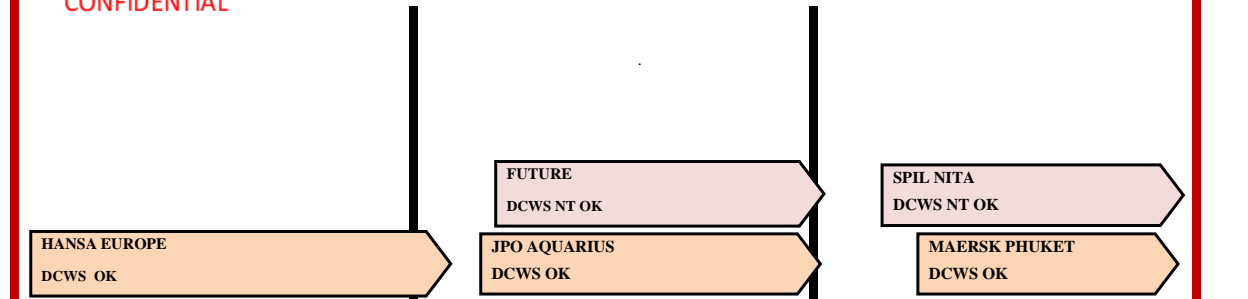 CONFIDENTIAL
.
FUTURE
DCWS NT OK
SPIL NITA
DCWS NT OK
HANSA EUROPE
DCWS  OK
JPO AQUARIUS
DCWS OK
MAERSK PHUKET
DCWS OK